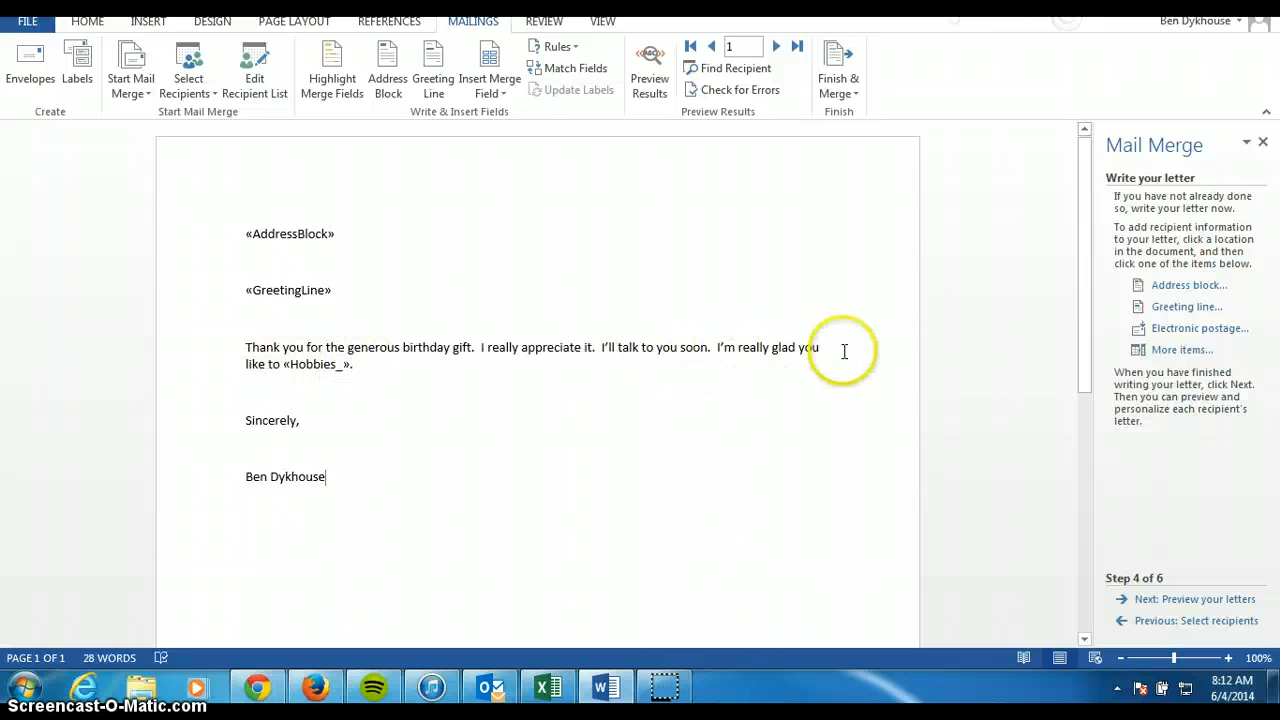 FILE HOME INSERT DESIGN PAGE LAYOUT REFERENCES MAILINGS REVIEW VIEW Ben Dykhouse
Envelopes Labels
Create
Start Mail Merge Select Recipients Edit Recipient List
Start Mail Merge
Highlight Merge Fields Address Block Greeting Line Insert Merge Field
Rules
Match Fields
Update Labels
Write & Insert Fields
ABC
Preview Results
1
Find Recipient
Check for Errors
Preview Results
Finish & Merge
Finish
«AddressBlock»
«GreetingLine»
Thank you for the generous birthday gift.  I really appreciate it.  I'll talk to you soon.  I'm really glad you
like to «Hobbies_».
Sincerely,
Ben Dykhouse
Mail Merge
Write your letter
If you have not already done
so, write your letter now.
To add recipient information
to your letter, click a location
in the document, and then
click one of the items below.
Address block...
Greeting line...
Electronic postage...
More items...
When you have finished
writing your letter, click Next.
Then you can preview and
personalize each recipient's
letter.
Step 4 of 6
Next: Preview your letters
Previous: Select recipients
PAGE 1 OF 1 28 WORDS 100%
8:12 AM
6/4/2014
Screencast-O-Matic.com